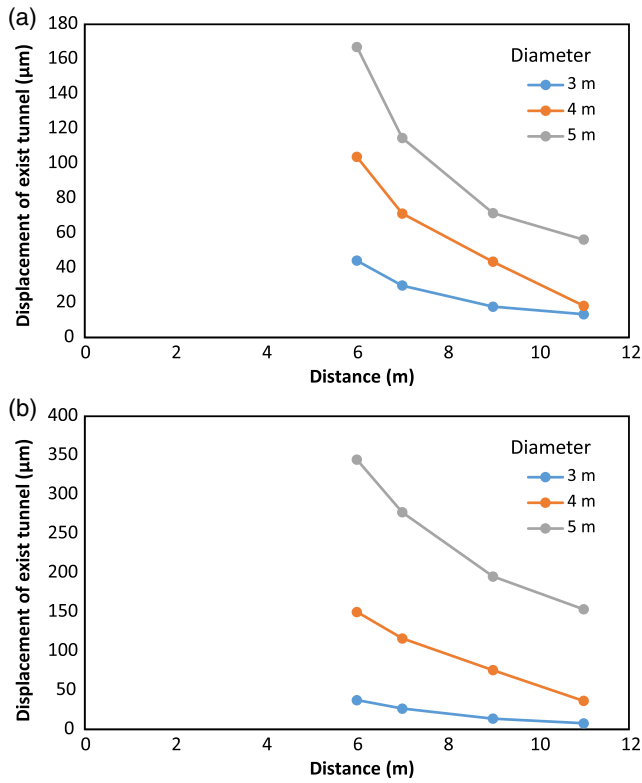 (a)
Displacement of exist tunnel (µm)
180
160
140
120
100
80
60
40
20
0
Diameter
3 m
4 m
5 m
0 2 4 6 8 10 12
Distance (m)
(b)
Displacement of exist tunnel (µm)
400
350
300
250
200
150
100
50
0
Diameter
3 m
4 m
5 m
0 2 4 6 8 10 12
Distance (m)